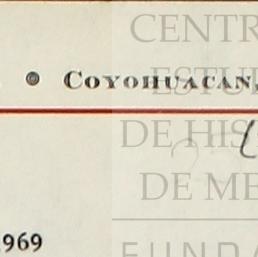 CENTR
ESTU
COYOHUACAN,
DE HIS
DE ME
1969
FUNDA